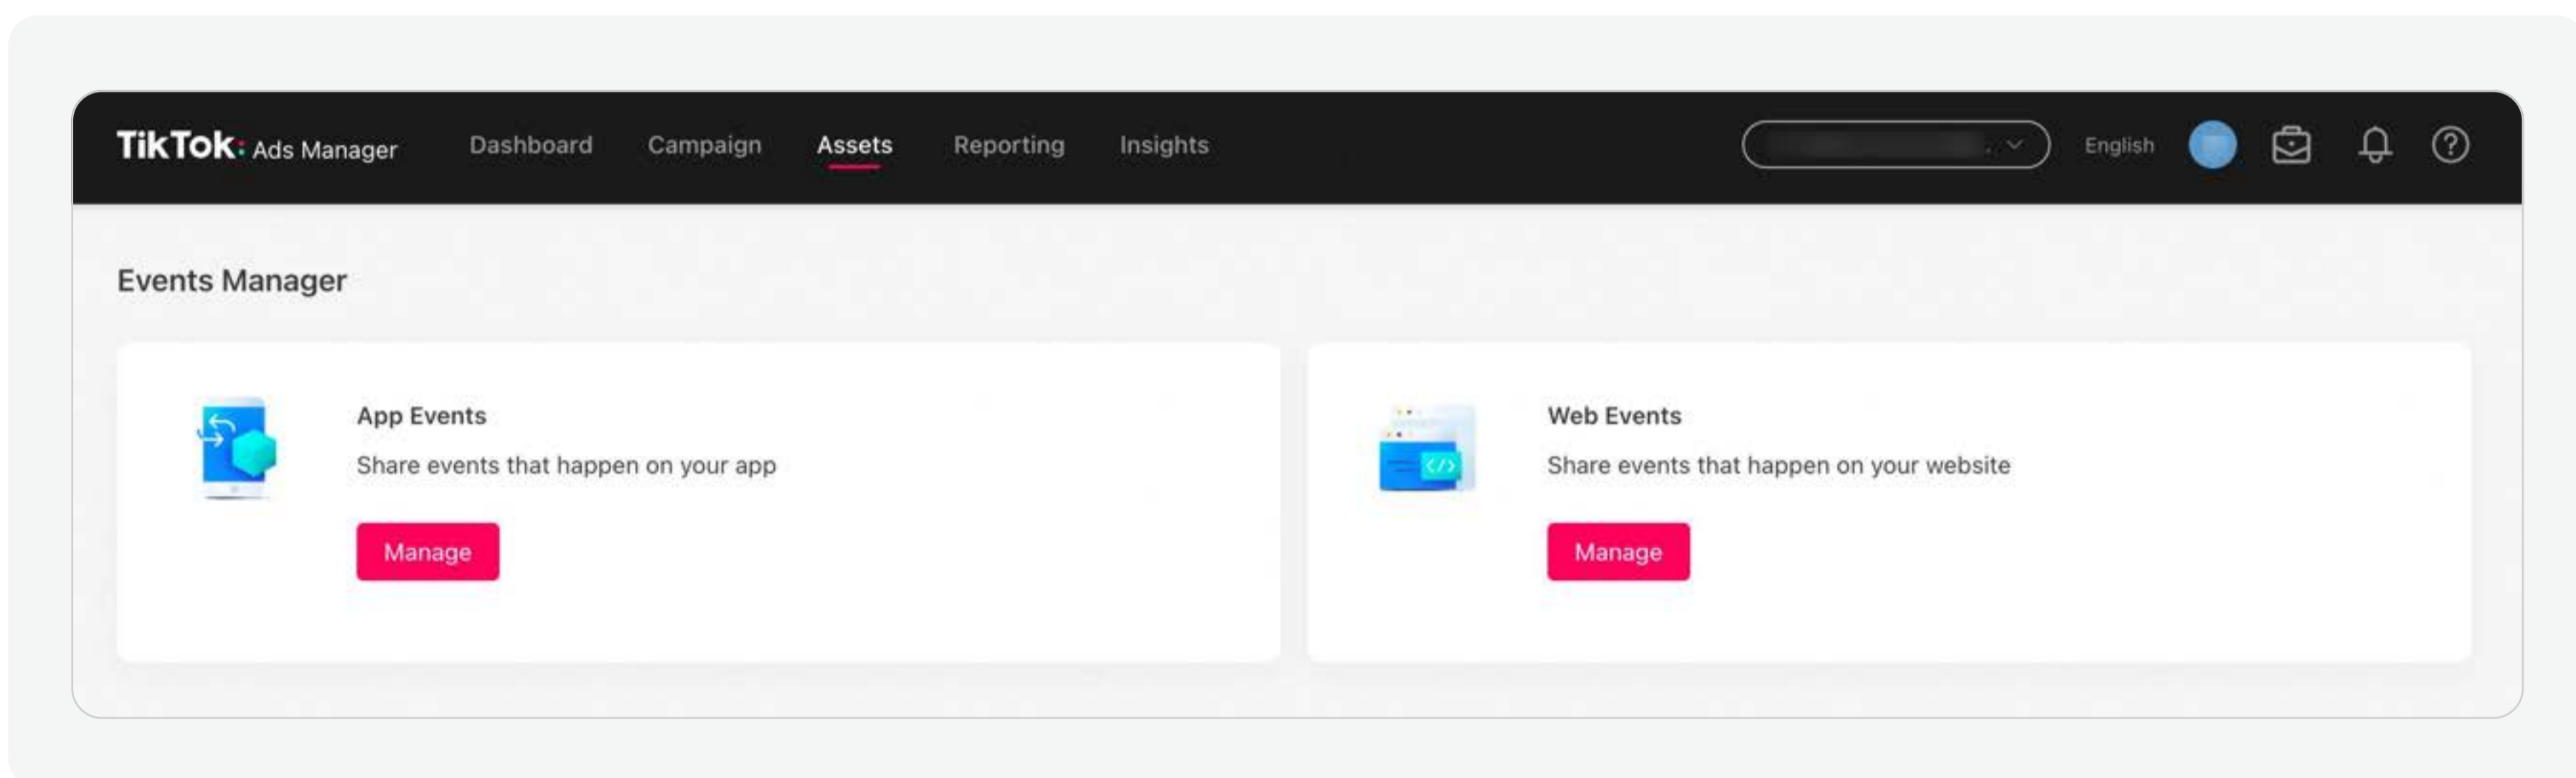 TikTok: Ads Manager Dashboard Campaign Assets Reporting Insights English
Events Manager
App Events
Share events that happen on your app
Manage
Web Events
Share events that happen on your website
Manage